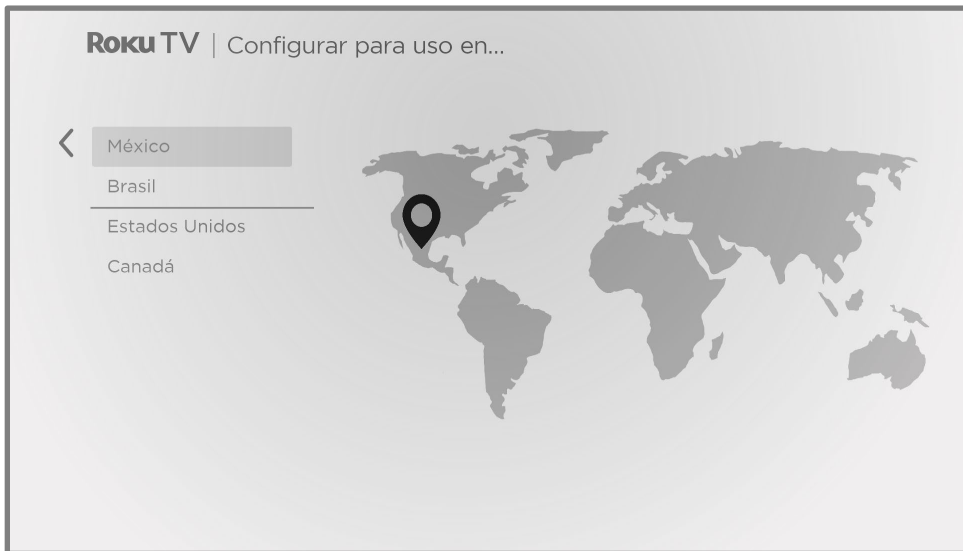 Roku TV | Configurar para uso en...
México
Brasil
Estados Unidos
Canadá